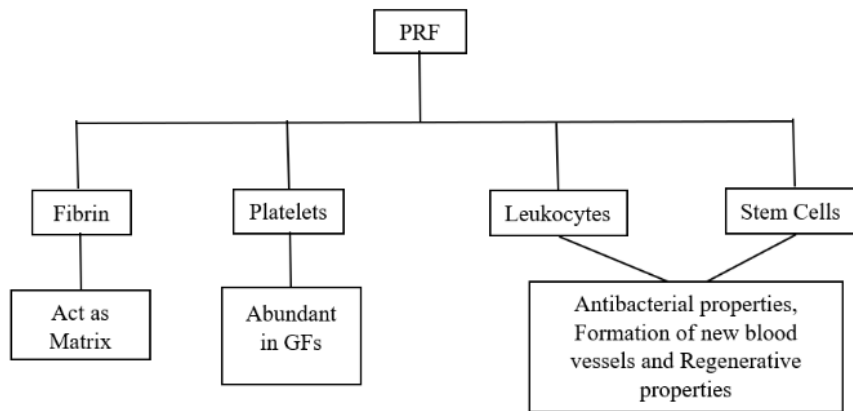 PRF
Fibrin
Platelets
Leukocytes
Stem Cells
Act as
Matrix
Abundant
in GFs
Antibacterial properties,
Formation of new blood
vessels and Regenerative
properties